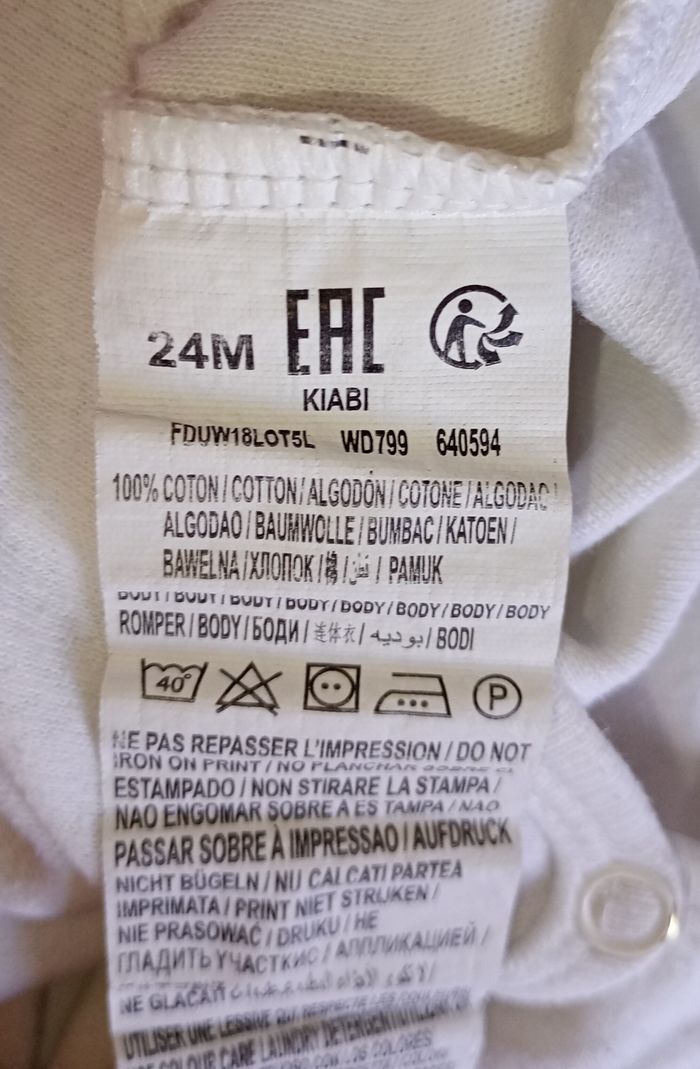 24M EAC
KIABI
FDUW18LOT5L WD799 640594
100% COTON / COTTON / ALGODÓN / COTONE / ALGODAO /
ALGODAO / BAUMWOLLE / BUMBAC / KATOEN /
BAWELNA / ХЛОПОК / 棉 / قطن / PAMUK
BODY / BODY / BODY / BODY / BODY / BODY / BODY / BODY
ROMPER / BODY / БОДИ / 连体衣 / بوديه / BODI
40° P
NE PAS REPASSER L'IMPRESSION / DO NOT
IRON ON PRINT / NO PLANCHAR SOBRE EL
ESTAMPADO / NON STIRARE LA STAMPA /
NAO ENGOMAR SOBRE A ES TAMPA / NAO
PASSAR SOBRE À IMPRESSAO / AUFDRUCK
NICHT BÜGELN / NU CALCATI PARTEA
IMPRIMATA / PRINT NIET STRIJKEN /
NIE PRASOWAĆ / DRUKU / НЕ
ГЛАДИТЬ УЧАСТКИ С / АППЛИКАЦИЕЙ /
NE GLAČATI
UTILISER UNE LESSIVE
COLOUR CARE LAUNDRY DETERGENT